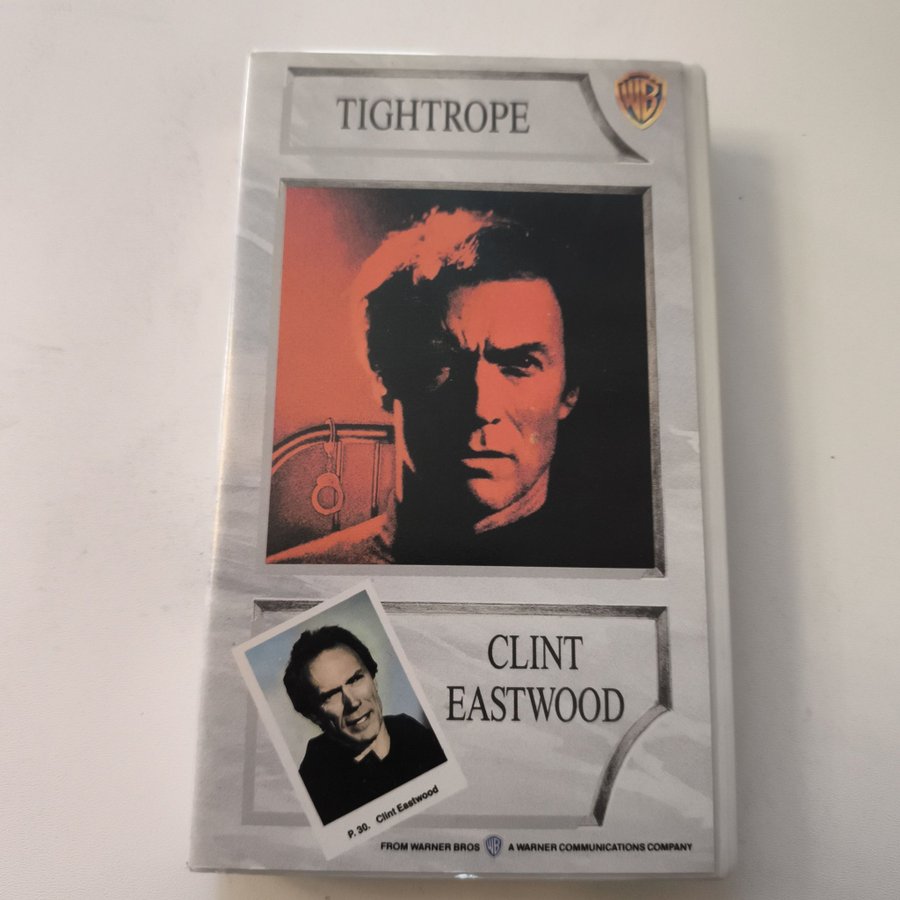 TIGHTROPE
WB
CLINT
EASTWOOD
P. 30. Clint Eastwood
FROM WARNER BROS WB A WARNER COMMUNICATIONS COMPANY